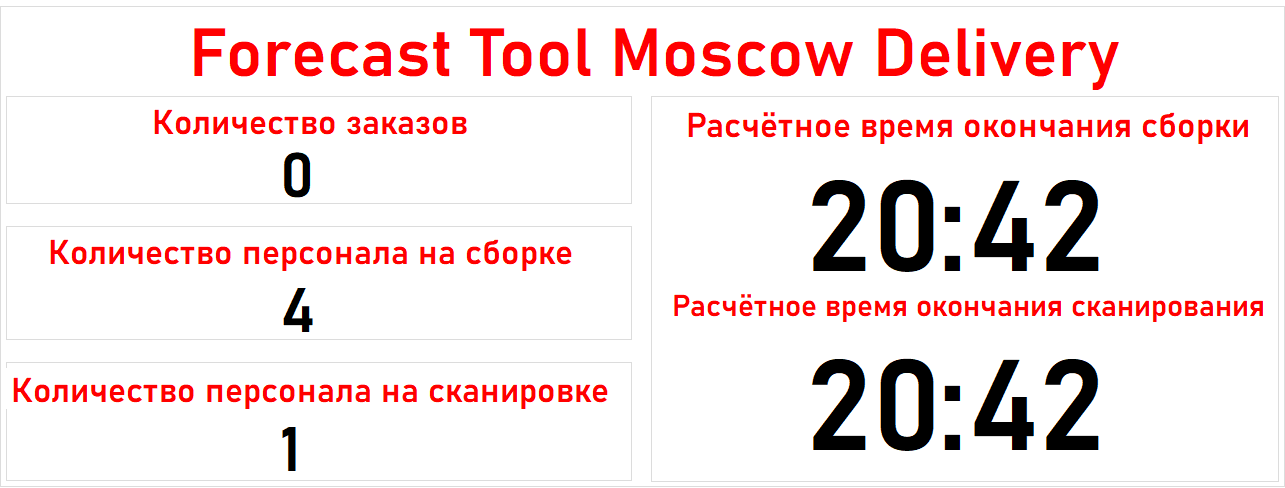 Forecast Tool Moscow Delivery
Количество заказов
0
Количество персонала на сборке
4
Количество персонала на сканировке
1
Расчётное время окончания сборки
20:42
Расчётное время окончания сканирования
20:42